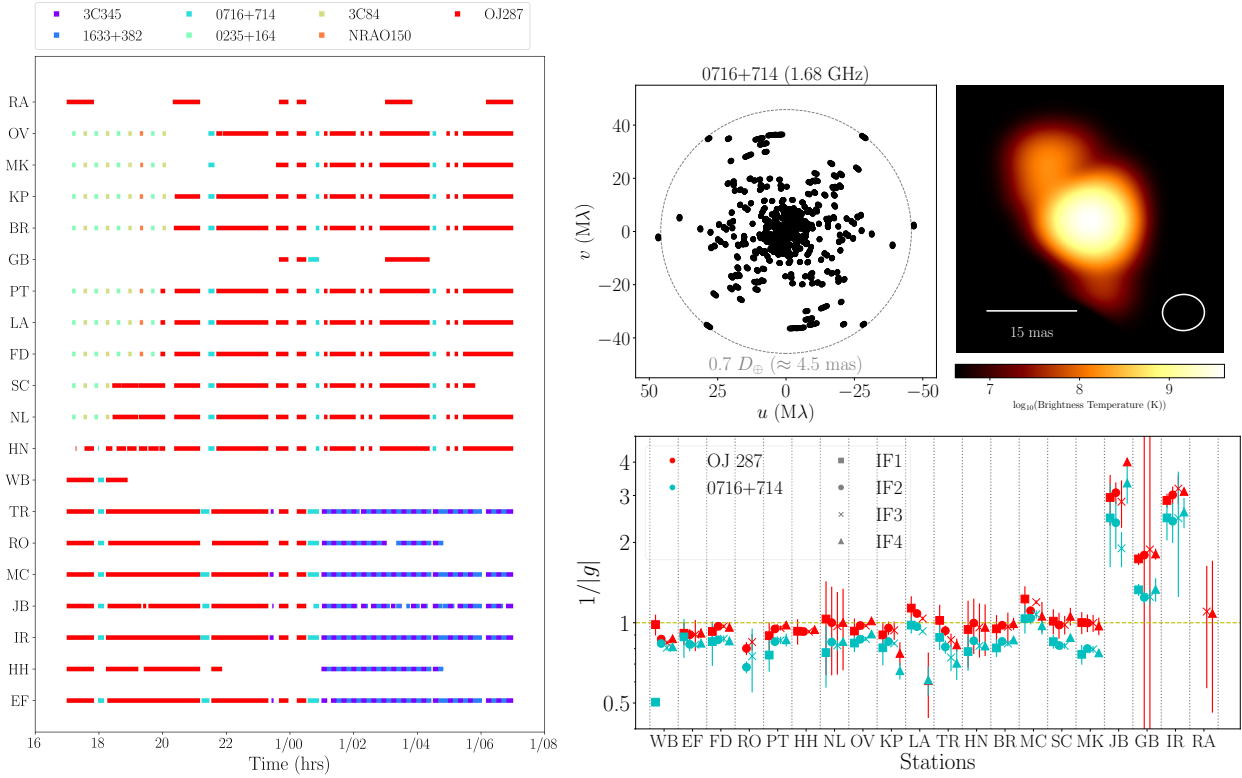 3C345 0716+714 3C84 OJ287
1633+382 0235+164 NRAO150
RA
OV
MK
KP
BR
GB
PT
LA
FD
SC
NL
HN
WB
TR
RO
MC
JB
IR
HH
EF
16 18 20 22 1/00 1/02 1/04 1/06 1/08
Time (hrs)
0716+714 (1.68 GHz)
40
20
0
−20
−40
v (Mλ)
0.7 D⊕ (≈ 4.5 mas)
50 25 0 −25 −50
u (Mλ)
15 mas
7 8 9
log₁₀(Brightness Temperature (K))
OJ 287 IF1
0716+714 IF2
IF3
IF4
4
3
2
1
0.5
1/|g|
WB EF FD RO PT HH NL OV KP LA TR HN BR MC SC MK JB GB IR RA
Stations